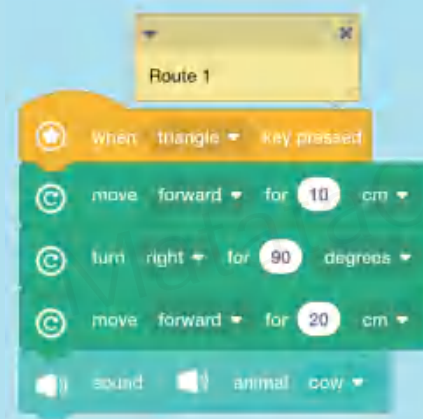 Route 1
when triangle key pressed
move forward for 10 cm
turn right for 90 degrees
move forward for 20 cm
sound animal cow